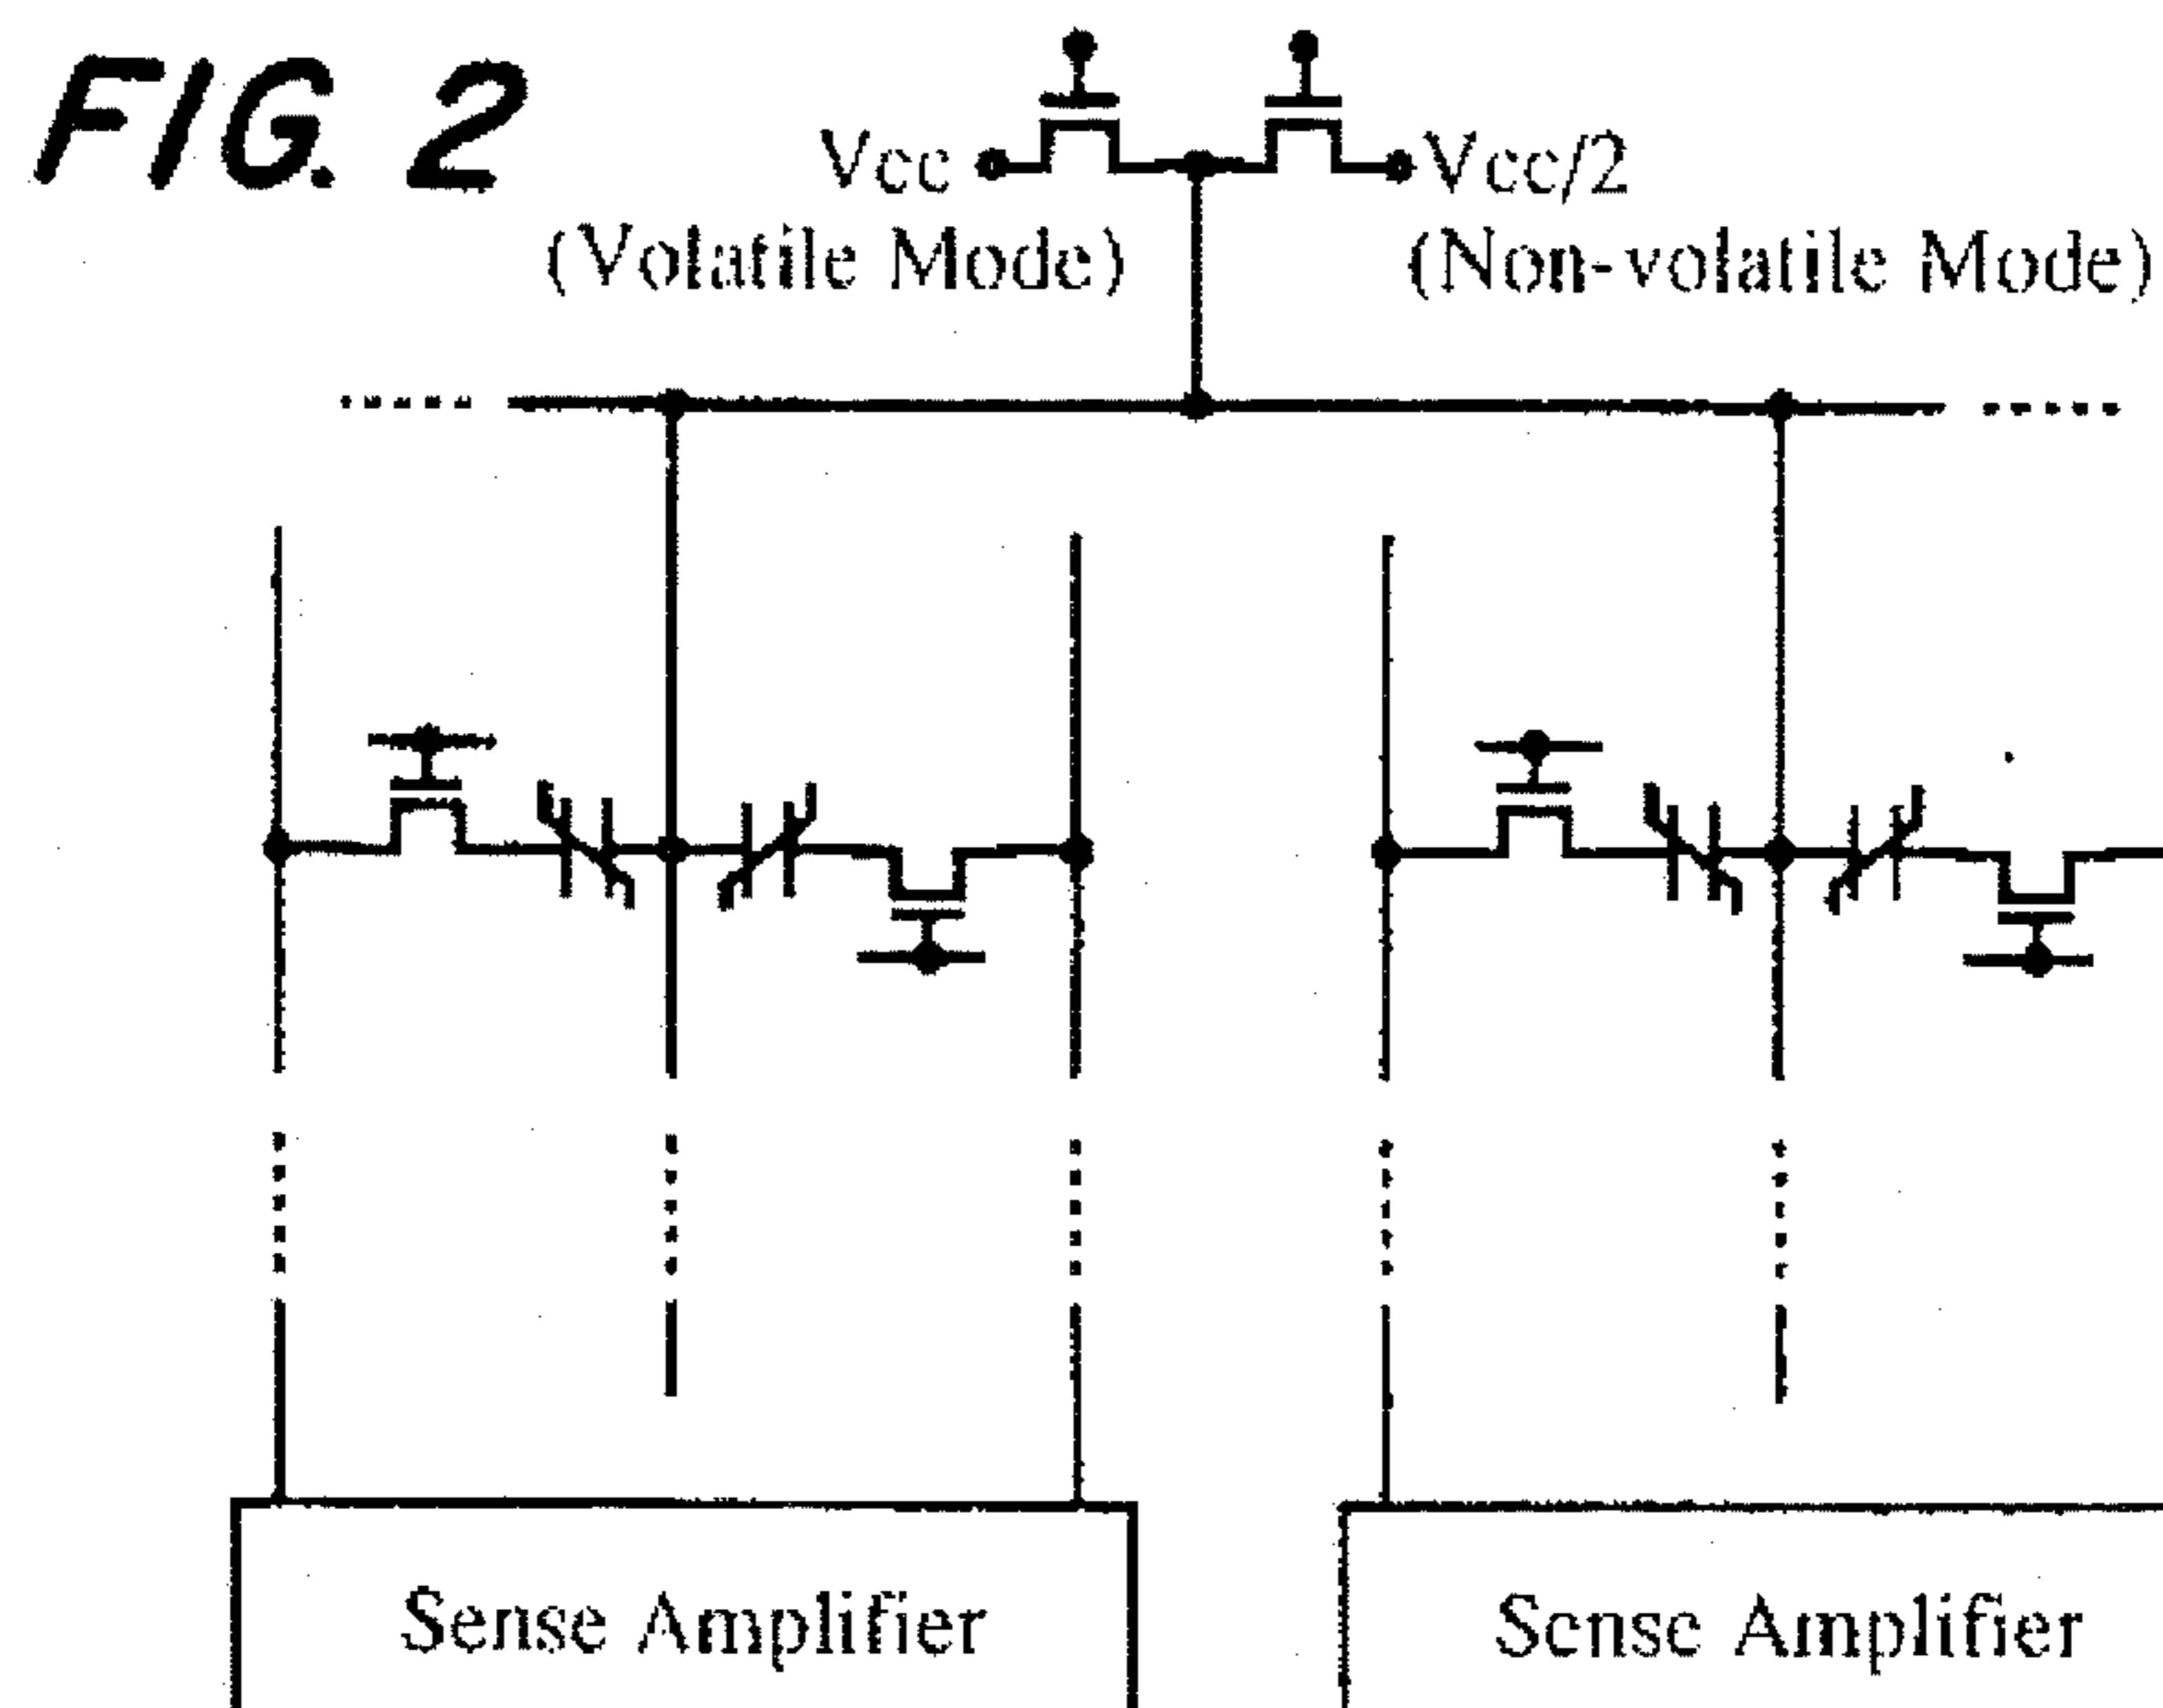 FIG. 2
Vcc Vcc/2
(Volatile Mode) (Non-volatile Mode)
Sense Amplifier Sense Amplifier